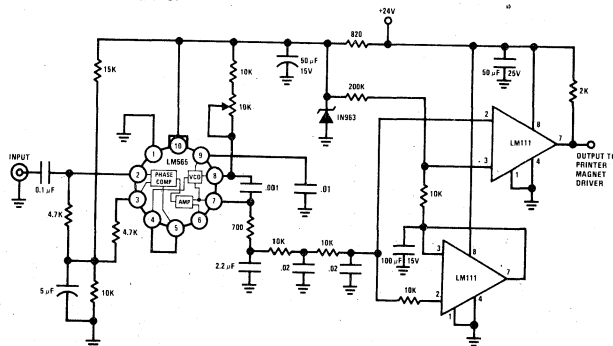 +24V
820
50 µF
15V
50 µF
25V
2K
15K
10K
10K
200K
IN963
2
8
LM111
7
3
4
1
OUTPUT TO
PRINTER
MAGNET
DRIVER
INPUT
0.1 µF
1
10
9
LM565
2
PHASE
COMP
VCO
8
AMP
3
7
4
5
6
.001
.01
4.7K
4.7K
700
10K
10K
10K
5 µF
10K
2.2 µF
.02
.02
100 µF
15V
10K
3
8
LM111
7
2
4
1